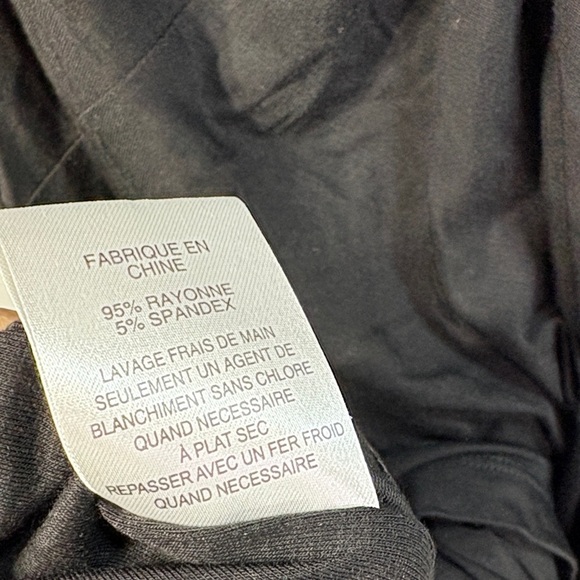 FABRIQUE EN
CHINE
95% RAYONNE
5% SPANDEX
LAVAGE FRAIS DE MAIN
SEULEMENT UN AGENT DE
BLANCHIMENT SANS CHLORE
QUAND NECESSAIRE
À PLAT SEC
REPASSER AVEC UN FER FROID
QUAND NECESSAIRE